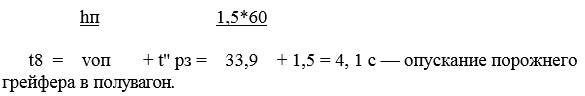 hп 1,5*60
t8 = vоп + t" рз = 33,9 + 1,5 = 4, 1 с — опускание порожнего
грейфера в полувагон.